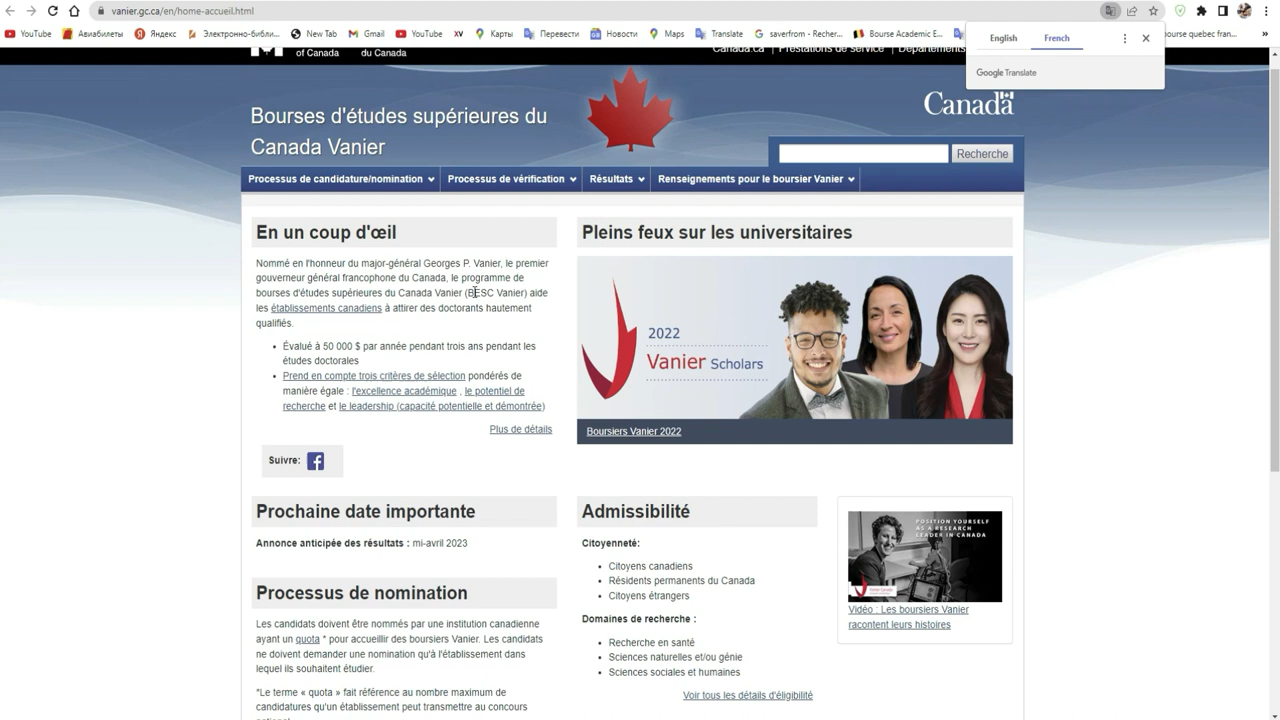 vanier.gc.ca/en/home-accueil.html
YouTube
Авиабилеты
Яндекс
Электронно-библи...
New Tab
Gmail
YouTube
XV
Карты
Перевести
Новости
Maps
Translate
saverfrom - Recher...
Bourse Academic E...
bourse quebec fran...
»
English
French
Google Translate
of Canada
du Canada
Canada.ca | Prestations de service | Départements
Canada
Bourses d'études supérieures du
Canada Vanier
Recherche
Processus de candidature/nomination
Processus de vérification
Résultats
Renseignements pour le boursier Vanier
En un coup d'œil
Nommé en l'honneur du major-général Georges P. Vanier, le premier
gouverneur général francophone du Canada, le programme de
bourses d'études supérieures du Canada Vanier (BESC Vanier) aide
les établissements canadiens à attirer des doctorants hautement
qualifiés.
• Évalué à 50 000 $ par année pendant trois ans pendant les
études doctorales
• Prend en compte trois critères de sélection pondérés de
manière égale : l'excellence académique , le potentiel de
recherche et le leadership (capacité potentielle et démontrée)
Plus de détails
Suivre:
Pleins feux sur les universitaires
2022
Vanier Scholars
Boursiers Vanier 2022
Prochaine date importante
Annonce anticipée des résultats : mi-avril 2023
Processus de nomination
Les candidats doivent être nommés par une institution canadienne
ayant un quota * pour accueillir des boursiers Vanier. Les candidats
ne doivent demander une nomination qu'à l'établissement dans
lequel ils souhaitent étudier.
*Le terme « quota » fait référence au nombre maximum de
candidatures qu'un établissement peut transmettre au concours
Admissibilité
Citoyenneté:
• Citoyens canadiens
• Résidents permanents du Canada
• Citoyens étrangers
Domaines de recherche :
• Recherche en santé
• Sciences naturelles et/ou génie
• Sciences sociales et humaines
Voir tous les détails d'éligibilité
POSITION YOURSELF
AS A RESEARCH
LEADER IN CANADA
Vidéo : Les boursiers Vanier
racontent leurs histoires